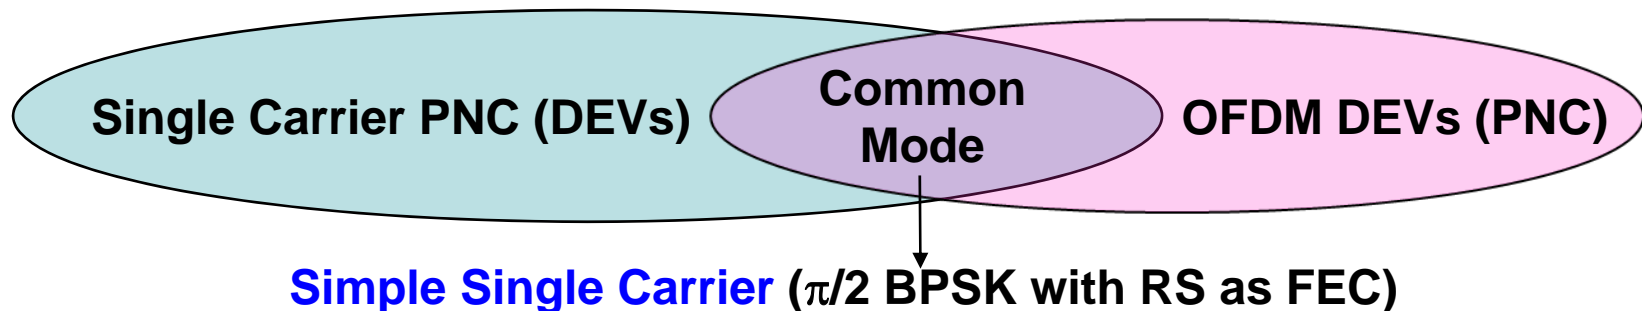 Single Carrier PNC (DEVs)
Common
Mode
OFDM DEVs (PNC)
Simple Single Carrier (π/2 BPSK with RS as FEC)